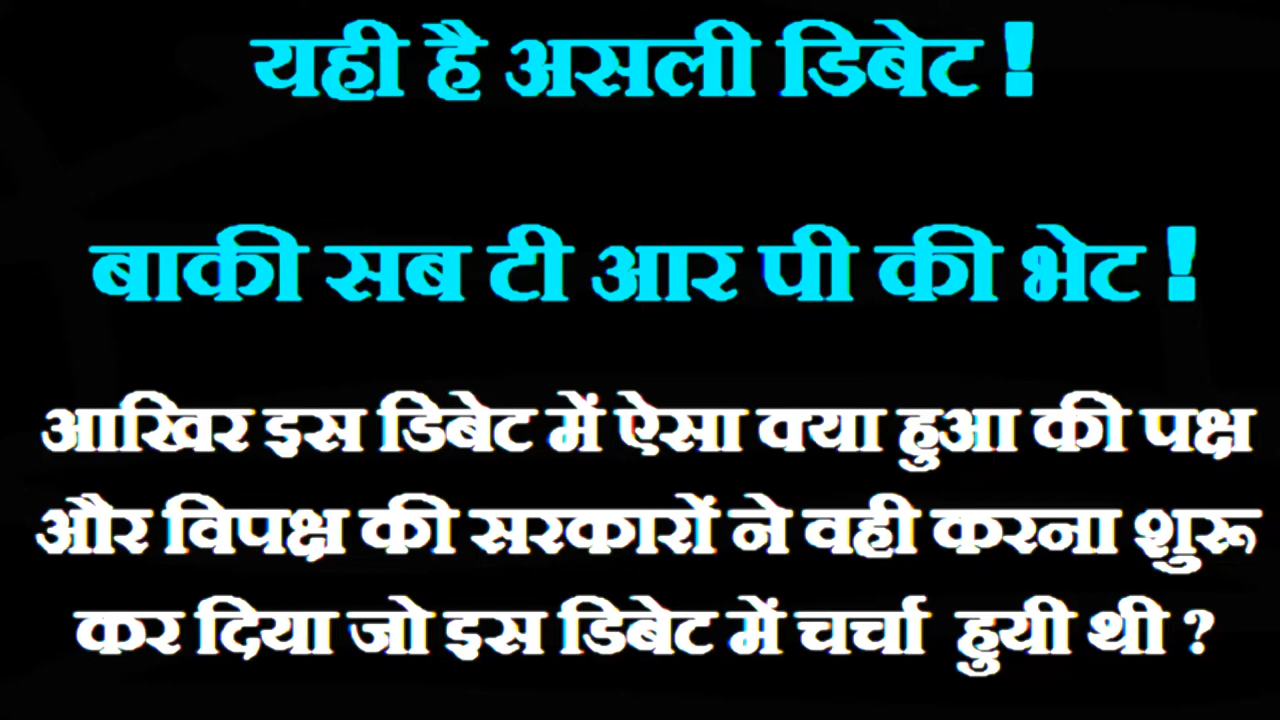 यही है असली डिबेट !
बाकी सब टी आर पी की भेट !
आखिर इस डिबेट में ऐसा क्या हुआ की पक्ष
और विपक्ष की सरकारों ने वही करना शुरू
कर दिया जो इस डिबेट में चर्चा हुयी थी ?